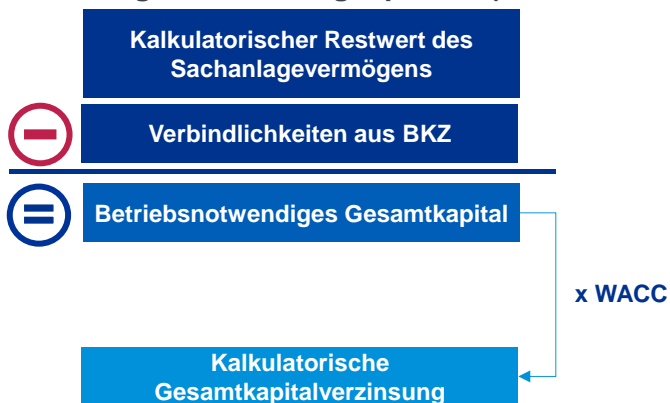 Kalkulatorischer Restwert des
Sachanlagevermögens
Verbindlichkeiten aus BKZ
Betriebsnotwendiges Gesamtkapital
x WACC
Kalkulatorische
Gesamtkapitalverzinsung